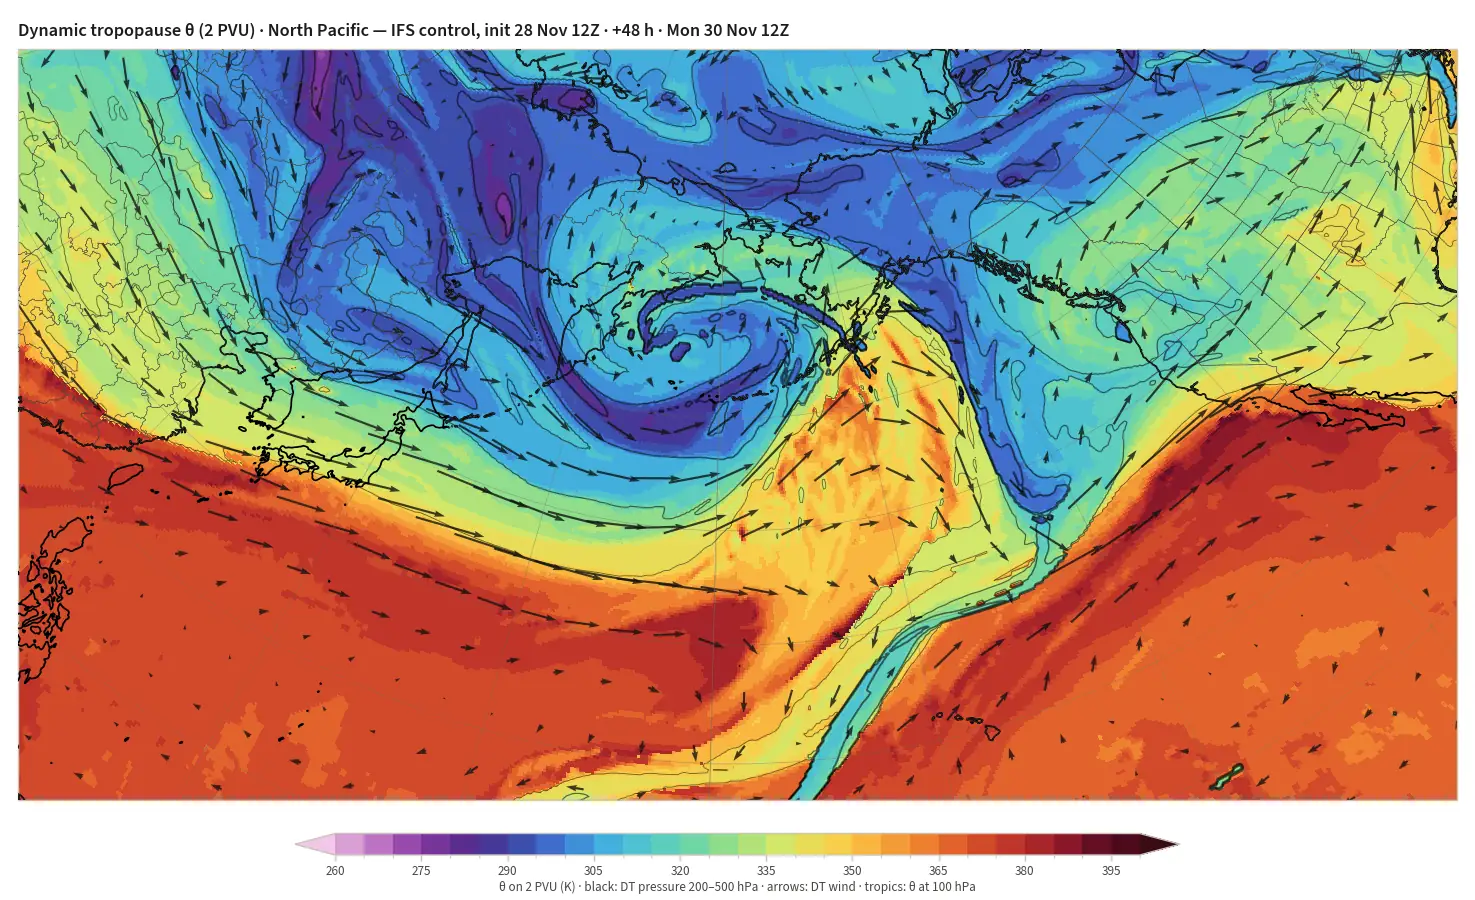 Dynamic tropopause θ (2 PVU) · North Pacific — IFS control, init 28 Nov 12Z · +48 h · Mon 30 Nov 12Z
260 275 290 305 320 335 350 365 380 395
θ on 2 PVU (K) · black: DT pressure 200–500 hPa · arrows: DT wind · tropics: θ at 100 hPa